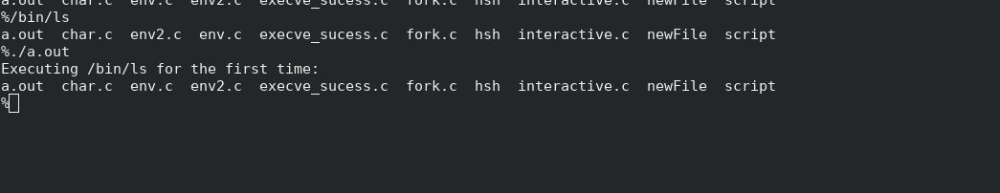 a.out  char.c  env.c  env2.c  execve_sucess.c  fork.c  hsh  interactive.c  newFile  script
%/bin/ls
a.out  char.c  env2.c  env.c  execve_sucess.c  fork.c  hsh  interactive.c  newFile  script
%./a.out
Executing /bin/ls for the first time:
a.out  char.c  env.c  env2.c  execve_sucess.c  fork.c  hsh  interactive.c  newFile  script
%